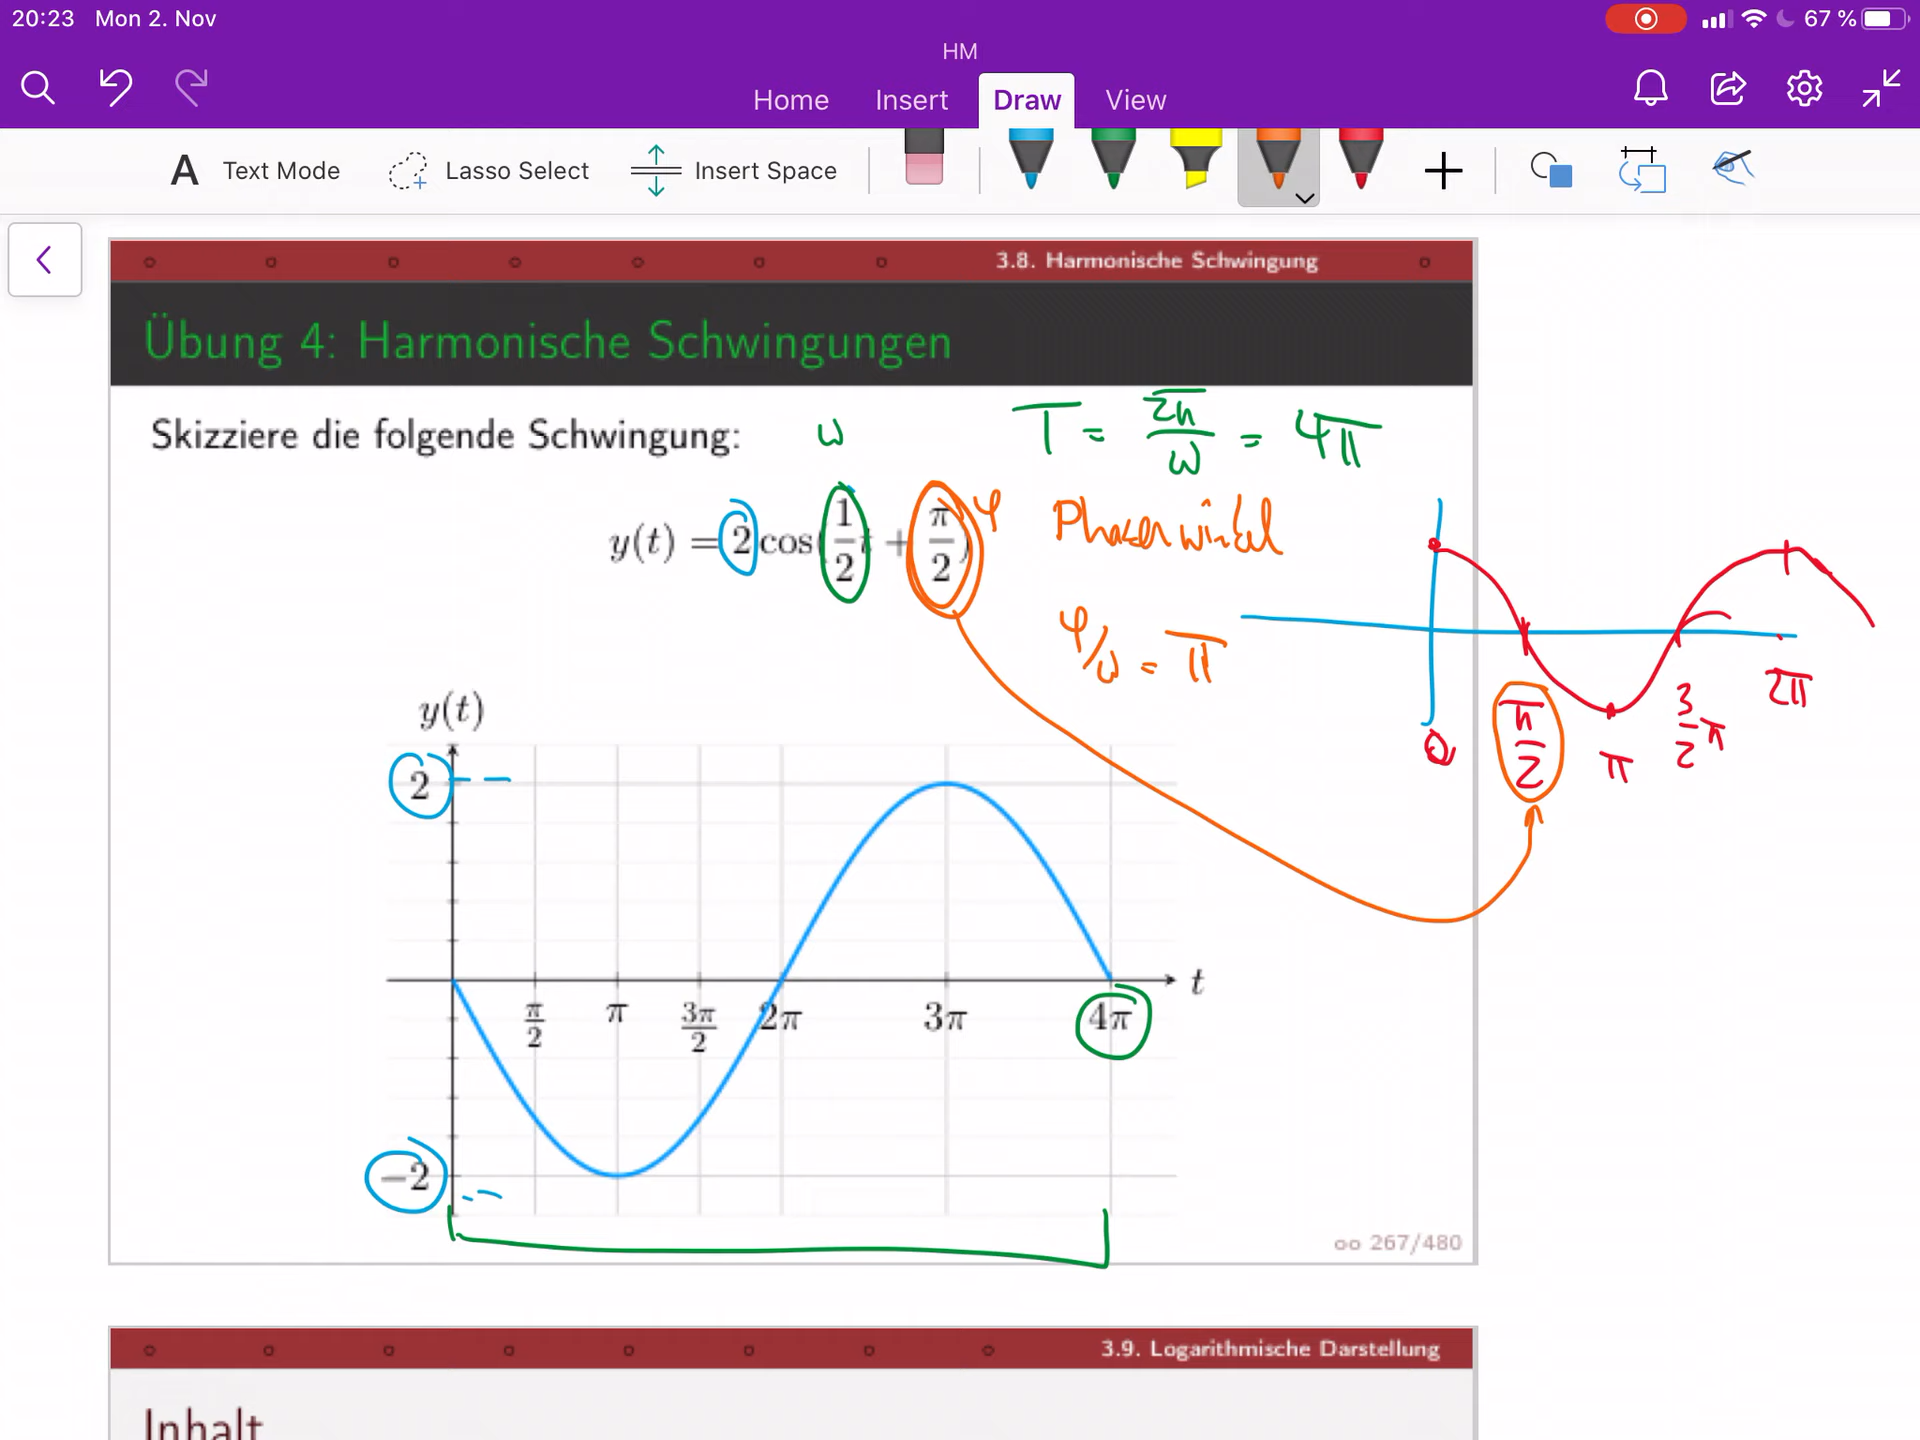 20:23 Mon 2. Nov
67 %
HM
Home Insert Draw View
A Text Mode Lasso Select Insert Space
3.8. Harmonische Schwingung
Übung 4: Harmonische Schwingungen
Skizziere die folgende Schwingung:
ω
T = 2π/ω = 4π
y(t) = 2cos(1/2 t + π/2)
φ Phasenwinkel
φ/ω = π
0 π/2 π 3/2 π 2π
y(t)
2
π/2 π 3π/2 2π 3π 4π t
−2
267/480
3.9. Logarithmische Darstellung
Inhalt